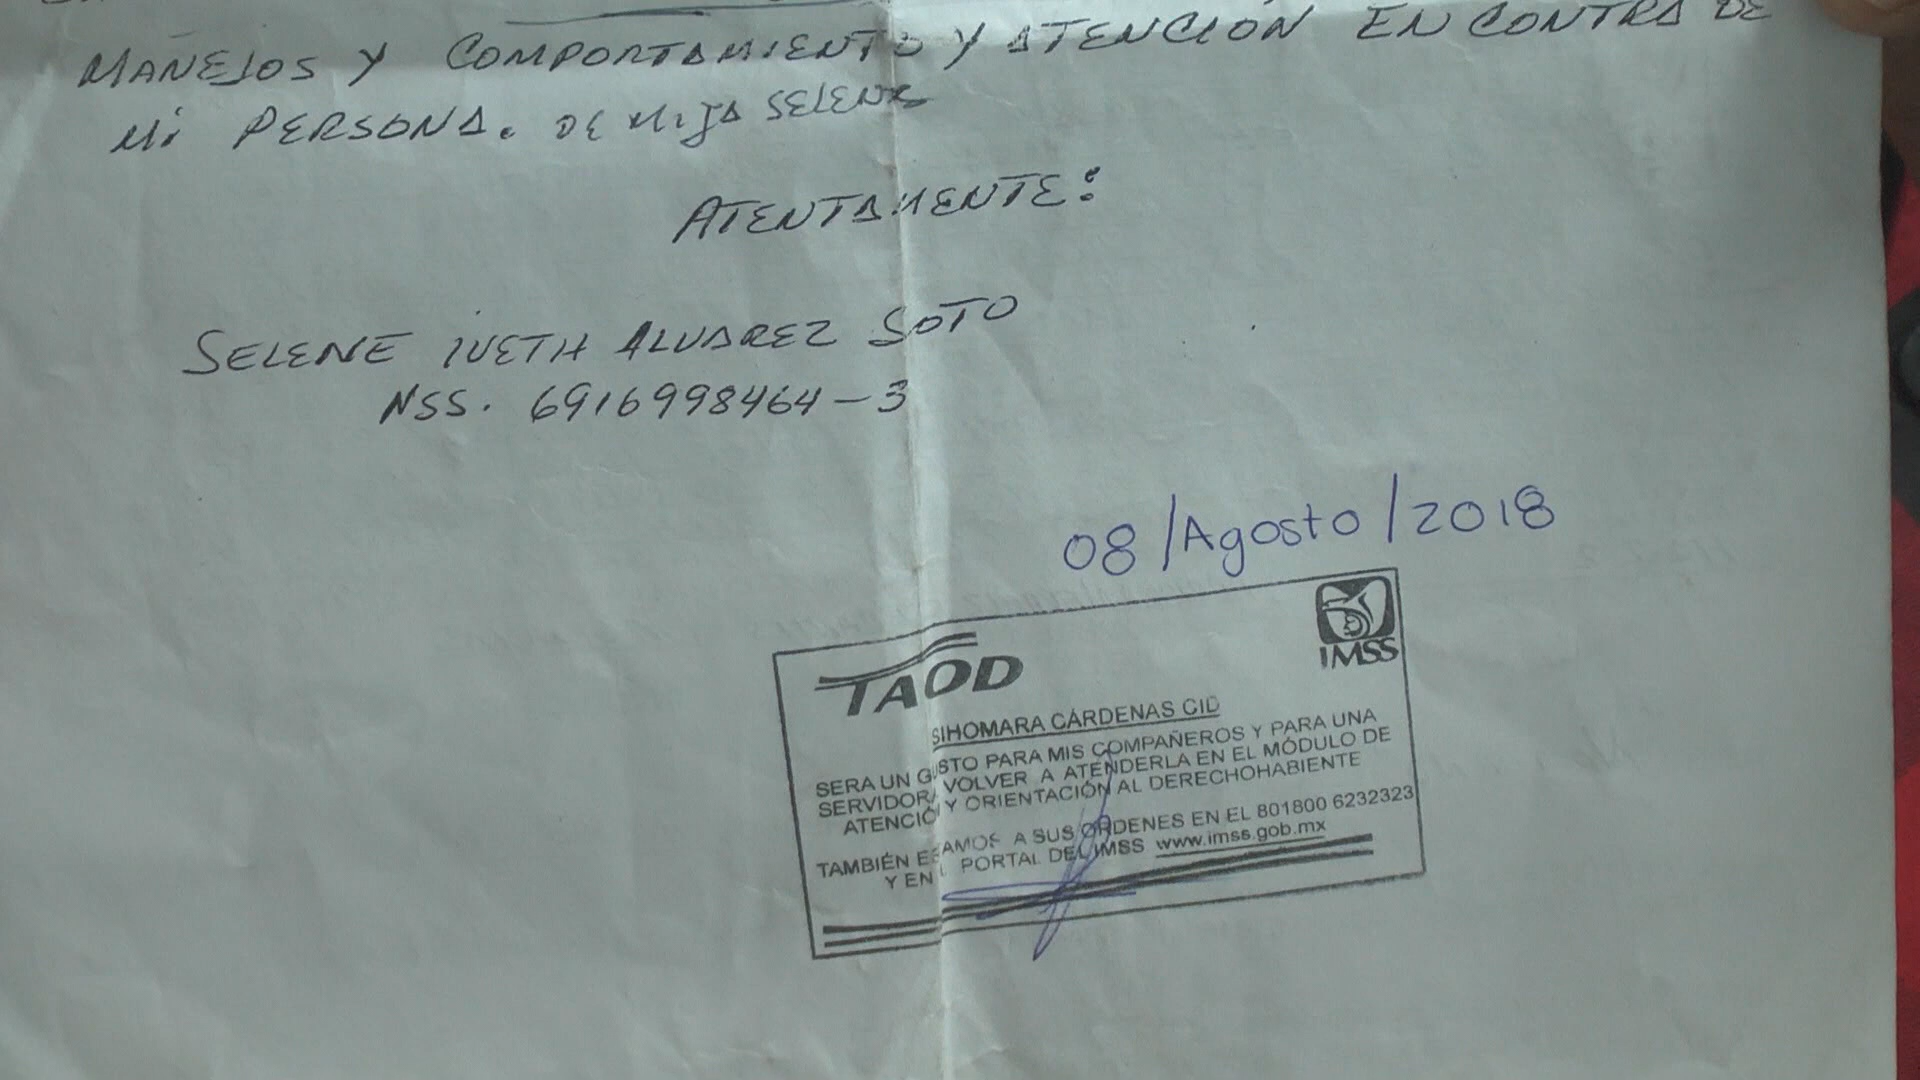 MANEJOS Y COMPORTAMIENTO Y ATENCION EN CONTRA DE
Mi PERSONA. DE MIJA SELENE
ATENTAMENTE:
SELENE IVETH ALVAREZ SOTO
NSS. 6916998464-3
08/Agosto/2018
TAOD
IMSS
SIHOMARA CÁRDENAS CID
SERA UN GUSTO PARA MIS COMPAÑEROS Y PARA UNA
SERVIDORA VOLVER A ATENDERLA EN EL MÓDULO DE
ATENCIÓN Y ORIENTACIÓN AL DERECHOHABIENTE
TAMBIÉN ESAMOS A SUS ORDENES EN EL 801800 6232323
Y EN PORTAL DEL IMSS www.imss.gob.mx